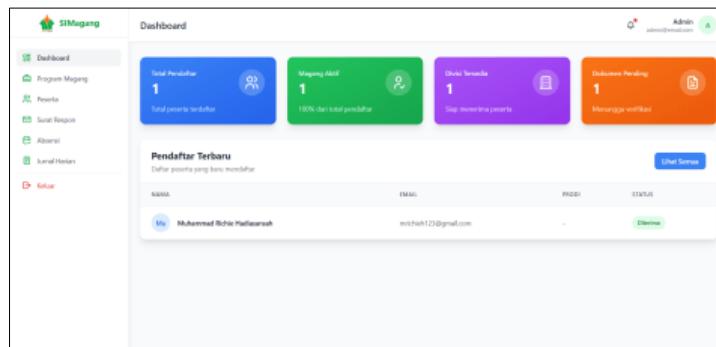 SIMagang
Dashboard
Admin
admin@email.com
A
Dashboard
Program Magang
Peserta
Surat Respon
Absensi
Jurnal Harian
Keluar
Total Pendaftar
1
Total peserta terdaftar
Magang Aktif
1
100% dari total pendaftar
Divisi Tersedia
1
Siap menerima peserta
Dokumen Pending
1
Menunggu verifikasi
Pendaftar Terbaru
Daftar peserta yang baru mendaftar
Lihat Semua
NAMA EMAIL PRODI STATUS
Mu Muhammad Richie Hadiansyah mrichieh123@gmail.com - Diterima